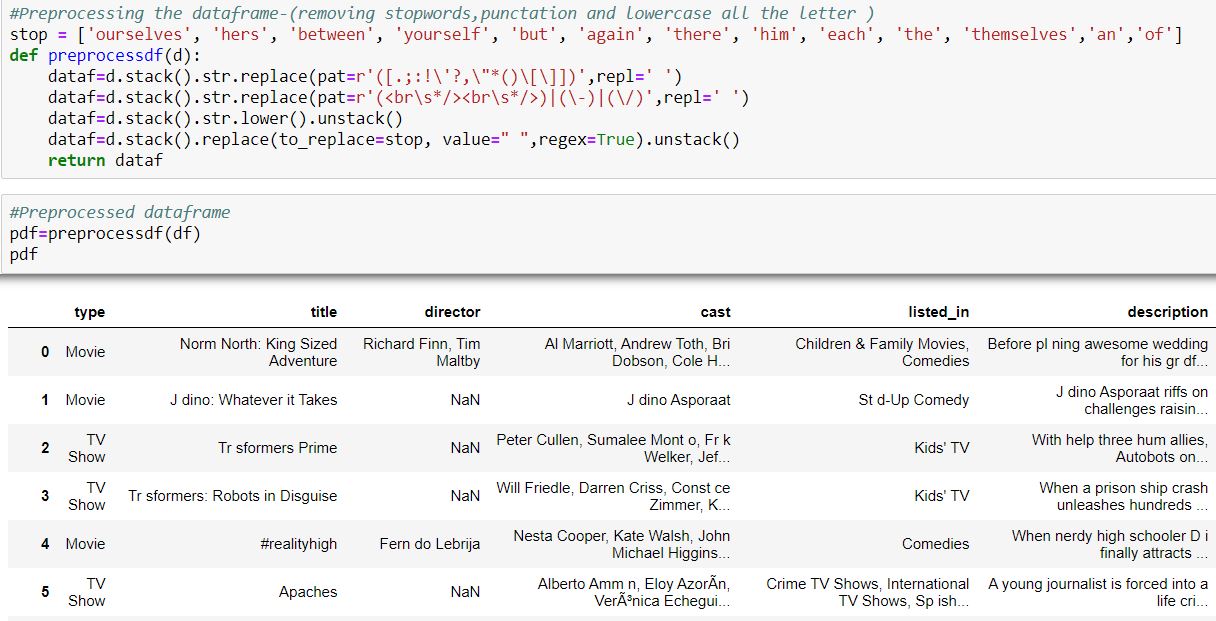 #Preprocessing the dataframe-(removing stopwords,punctation and lowercase all the letter )
stop = ['ourselves', 'hers', 'between', 'yourself', 'but', 'again', 'there', 'him', 'each', 'the', 'themselves','an','of']
def preprocessdf(d):
    dataf=d.stack().str.replace(pat=r'([.;:!\'?,\"*()\[\]])',repl=' ')
    dataf=d.stack().str.replace(pat=r'(<br\s*/><br\s*/>)|(\-)|(\/)',repl=' ')
    dataf=d.stack().str.lower().unstack()
    dataf=d.stack().replace(to_replace=stop, value=" ",regex=True).unstack()
    return dataf
#Preprocessed dataframe
pdf=preprocessdf(df)
pdf
type title director cast listed_in description
0 Movie Norm North: King Sized Adventure Richard Finn, Tim Maltby Al Marriott, Andrew Toth, Bri Dobson, Cole H... Children & Family Movies, Comedies Before pl ning awesome wedding for his gr df...
1 Movie J dino: Whatever it Takes NaN J dino Asporaat St d-Up Comedy J dino Asporaat riffs on challenges raisin...
2 TV Show Tr sformers Prime NaN Peter Cullen, Sumalee Mont o, Fr k Welker, Jef... Kids' TV With help three hum allies, Autobots on...
3 TV Show Tr sformers: Robots in Disguise NaN Will Friedle, Darren Criss, Const ce Zimmer, K... Kids' TV When a prison ship crash unleashes hundreds ...
4 Movie #realityhigh Fern do Lebrija Nesta Cooper, Kate Walsh, John Michael Higgins... Comedies When nerdy high schooler D i finally attracts ...
5 TV Show Apaches NaN Alberto Amm n, Eloy AzorÃn, VerÃ³nica Echegui... Crime TV Shows, International TV Shows, Sp ish... A young journalist is forced into a life cri...